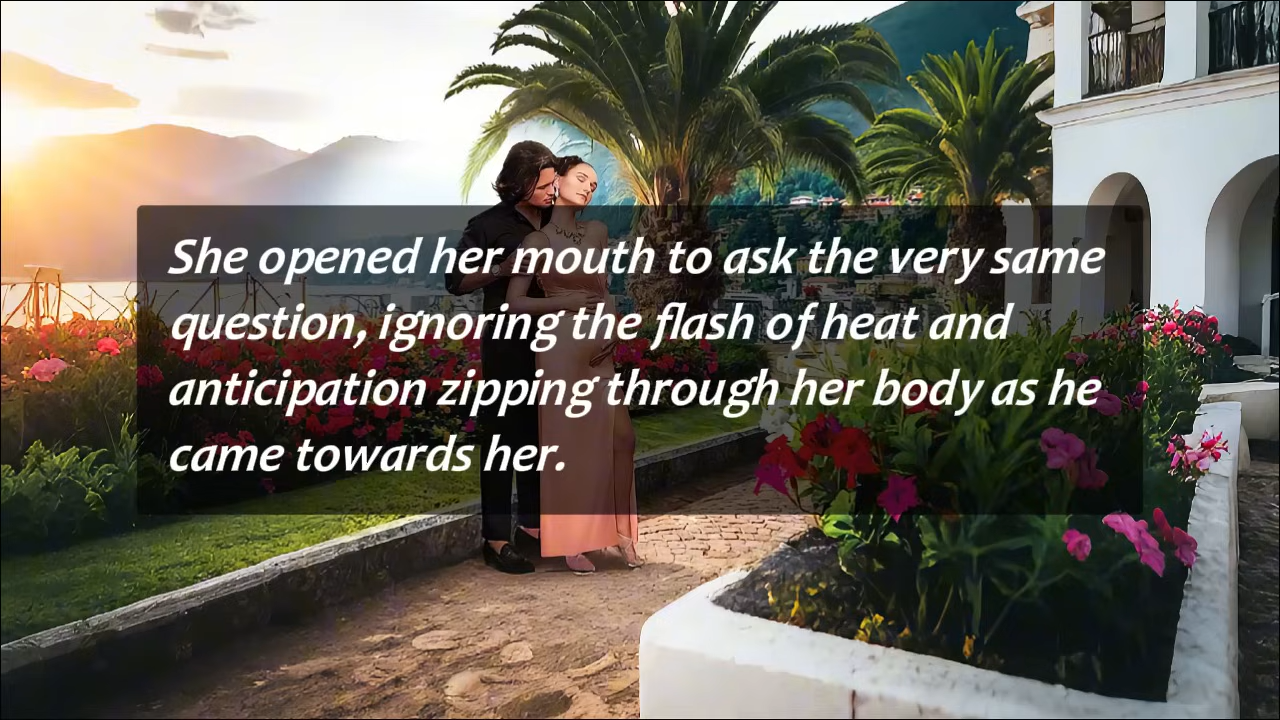 She opened her mouth to ask the very same
question, ignoring the flash of heat and
anticipation zipping through her body as he
came towards her.